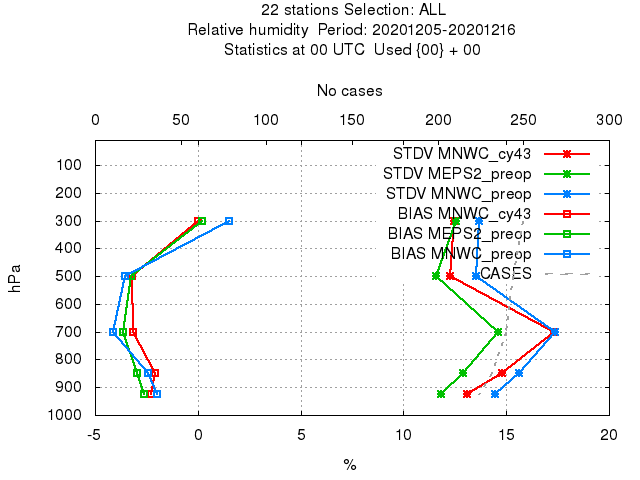 22 stations Selection: ALL
Relative humidity  Period: 20201205-20201216
Statistics at 00 UTC  Used {00} + 00
No cases
0 50 100 150 200 250 300
STDV MNWC_cy43
STDV MEPS2_preop
STDV MNWC_preop
BIAS MNWC_cy43
BIAS MEPS2_preop
BIAS MNWC_preop
CASES
100
200
300
400
500
600
700
800
900
1000
hPa
-5 0 5 10 15 20
%